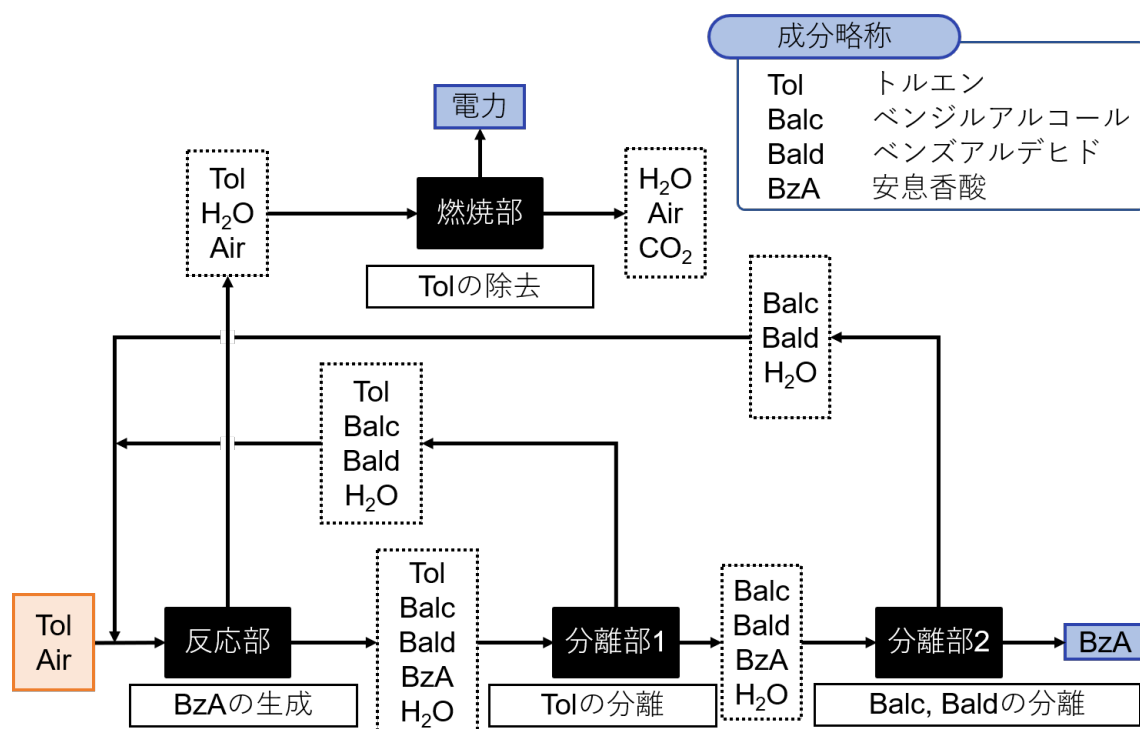 成分略称
Tol トルエン
Balc ベンジルアルコール
Bald ベンズアルデヒド
BzA 安息香酸
電力
Tol
H₂O
Air
燃焼部
H₂O
Air
CO₂
Tolの除去
Balc
Bald
H₂O
Tol
Balc
Bald
H₂O
Tol
Air
反応部
BzAの生成
Tol
Balc
Bald
BzA
H₂O
分離部1
Tolの分離
Balc
Bald
BzA
H₂O
分離部2
Balc, Baldの分離
BzA